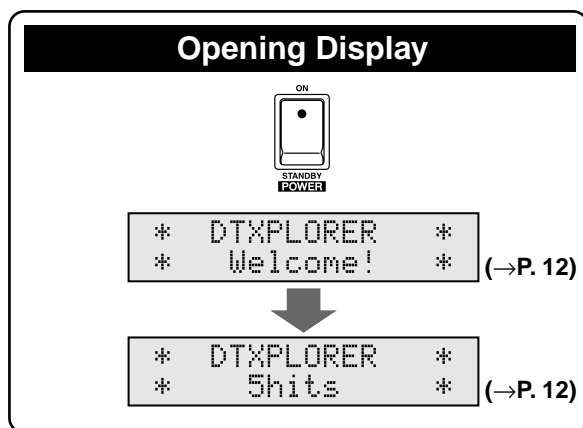 Opening Display
ON
STANDBY
POWER
* DTXPLORER *
* Welcome! *
(→P. 12)
* DTXPLORER *
* 5hits *
(→P. 12)